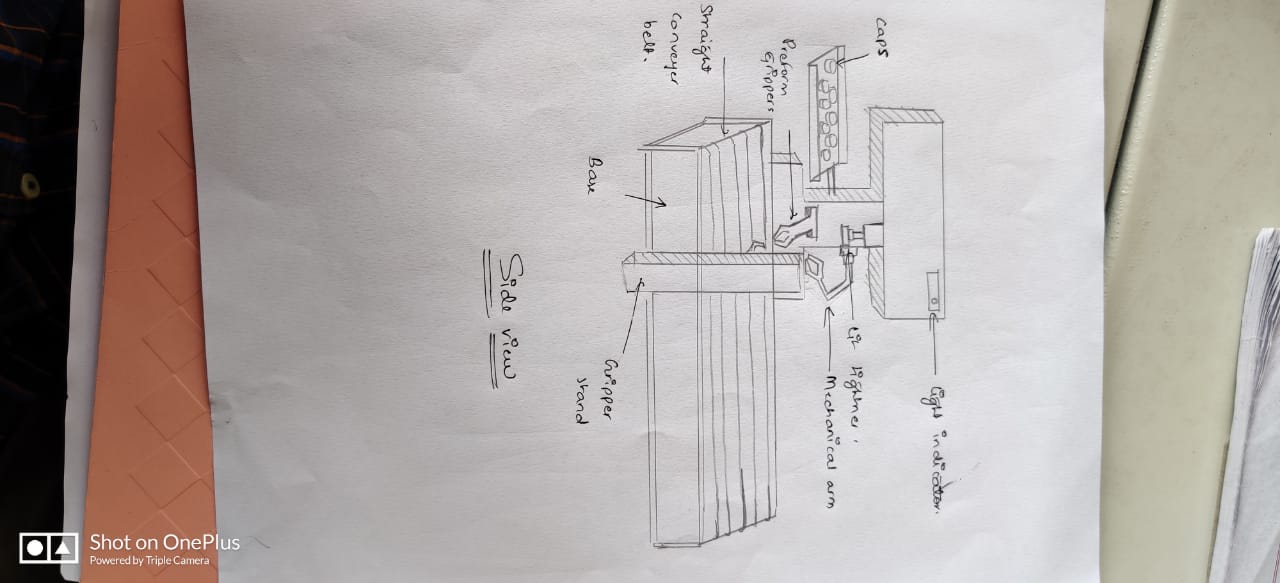 Light indicator.
Caps
Lit tightner.
Mechanical arm
Preform
Grippers
Straight
conveyer
belt.
Base
Gripper
stand
Side view
Shot on OnePlus
Powered by Triple Camera